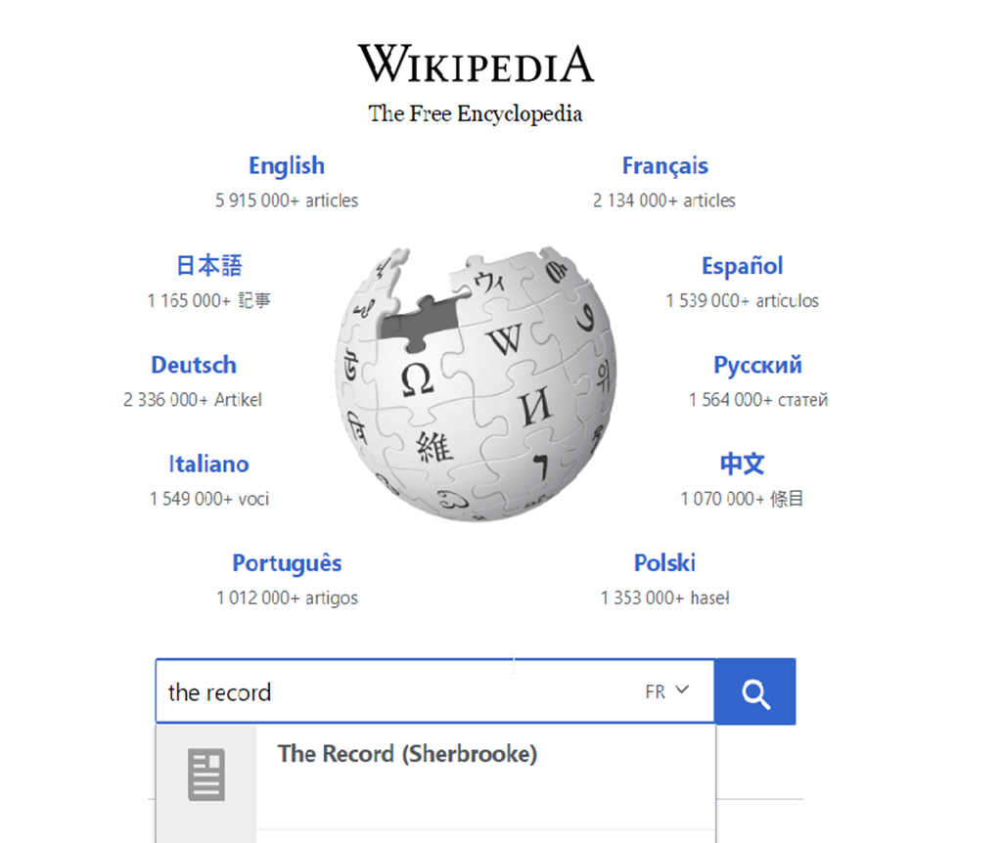 WIKIPEDIA
The Free Encyclopedia
English
5 915 000+ articles
Français
2 134 000+ articles
日本語
1 165 000+ 記事
Español
1 539 000+ artículos
Deutsch
2 336 000+ Artikel
Русский
1 564 000+ статей
Italiano
1 549 000+ voci
中文
1 070 000+ 條目
Português
1 012 000+ artigos
Polski
1 353 000+ haseł
Ω
W
И
維
ウィ
the record
FR
The Record (Sherbrooke)